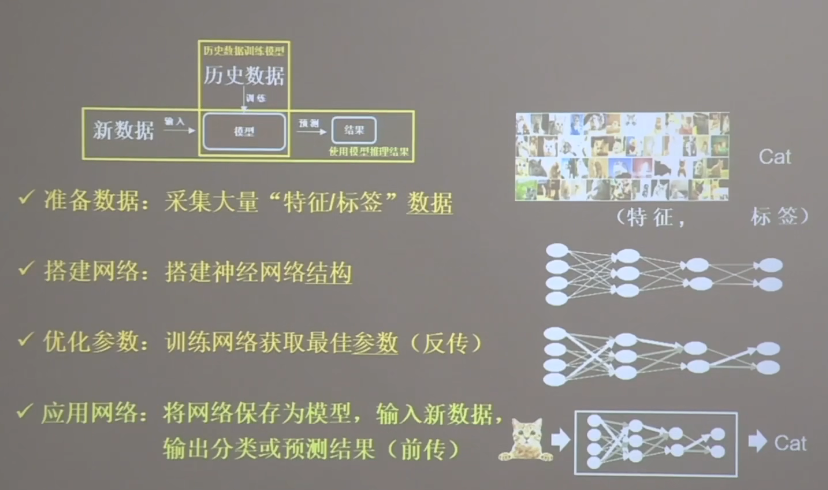 历史数据训练模型
历史数据
训练
新数据
输入
模型
预测
结果
使用模型推理结果
Cat
(特征， 标签)
✓ 准备数据：采集大量“特征/标签”数据
✓ 搭建网络：搭建神经网络结构
✓ 优化参数：训练网络获取最佳参数（反传）
✓ 应用网络：将网络保存为模型，输入新数据，
输出分类或预测结果（前传）
Cat